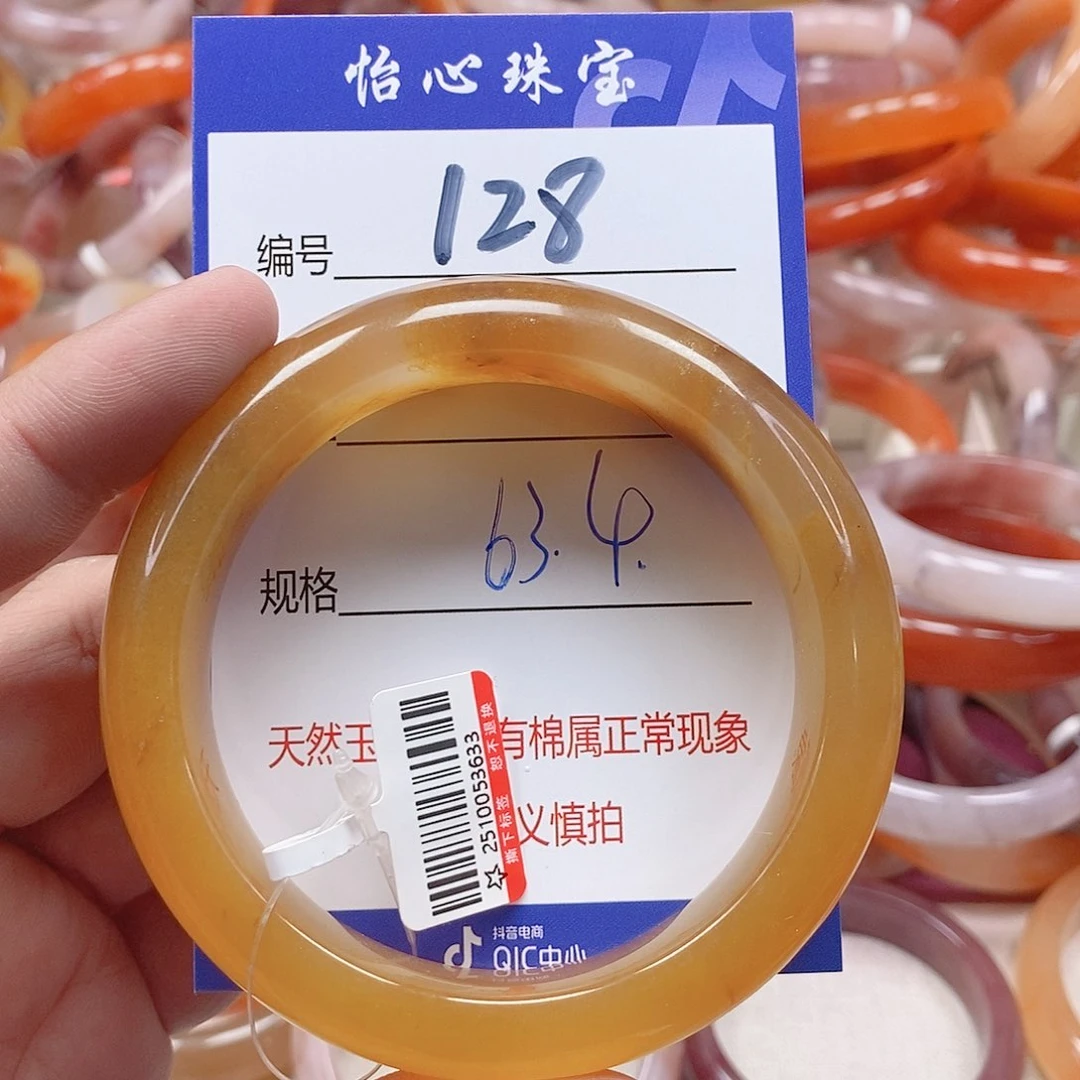 怡心珠宝
编号 128
规格 63.4.
天然玉 有棉属正常现象
义慎拍
2510053633
撕下标签 恕不退换
抖音电商
QIC中心